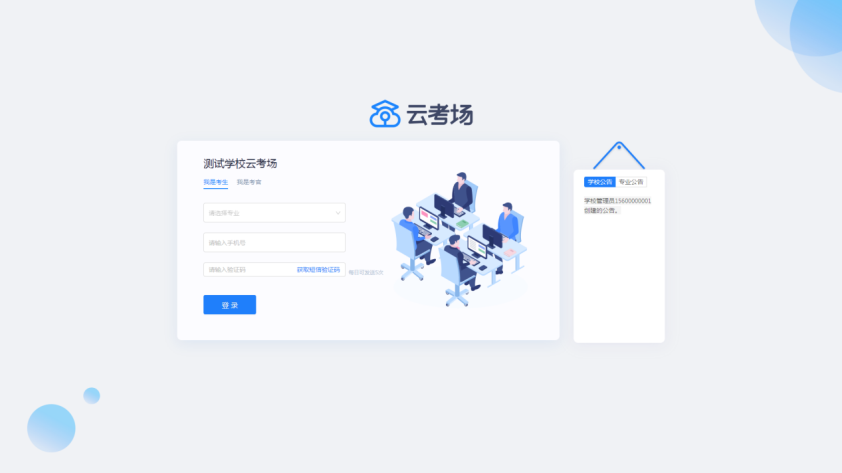 云考场
测试学校云考场
我是考生 我是考官
请选择专业
请输入手机号
请输入验证码 获取短信验证码
登 录
学校公告 专业公告
学校管理员15600000001
创建的公告。